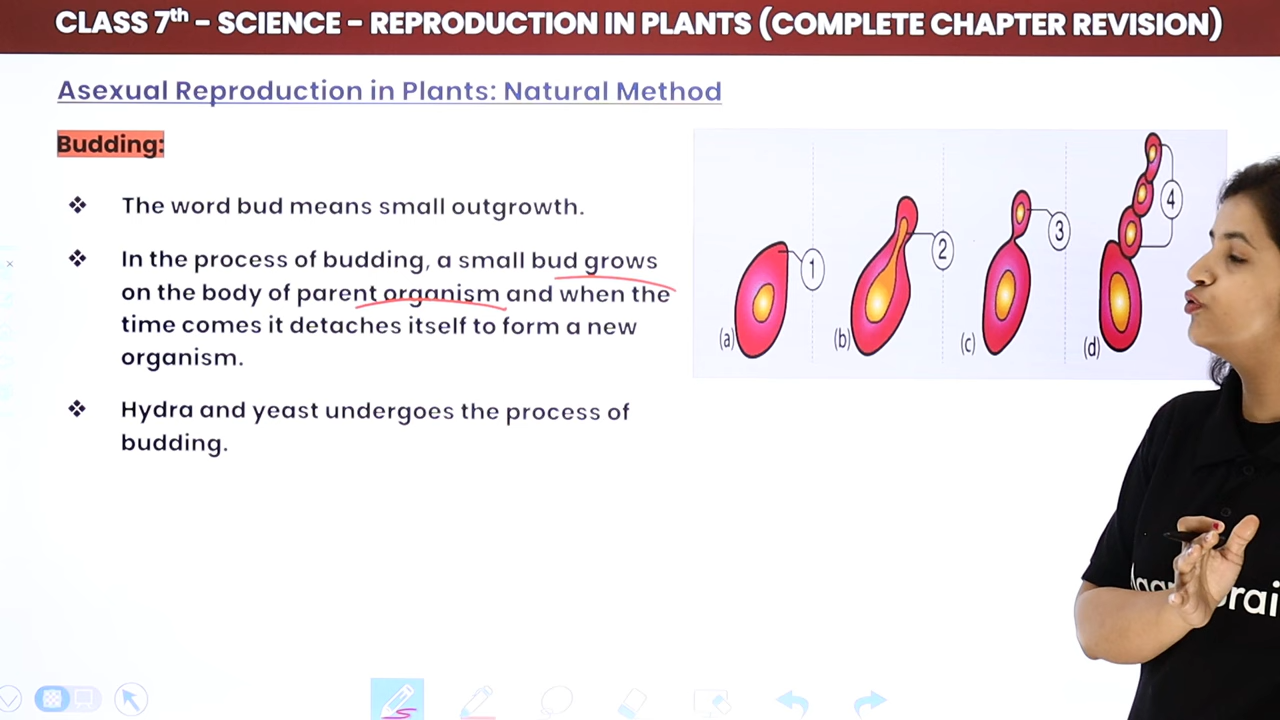 CLASS 7th – SCIENCE – REPRODUCTION IN PLANTS (COMPLETE CHAPTER REVISION)
Asexual Reproduction in Plants: Natural Method
Budding:
❖ The word bud means small outgrowth.
❖ In the process of budding, a small bud grows
on the body of parent organism and when the
time comes it detaches itself to form a new
organism.
❖ Hydra and yeast undergoes the process of
budding.
(a) 1
(b) 2
(c) 3
(d) 4